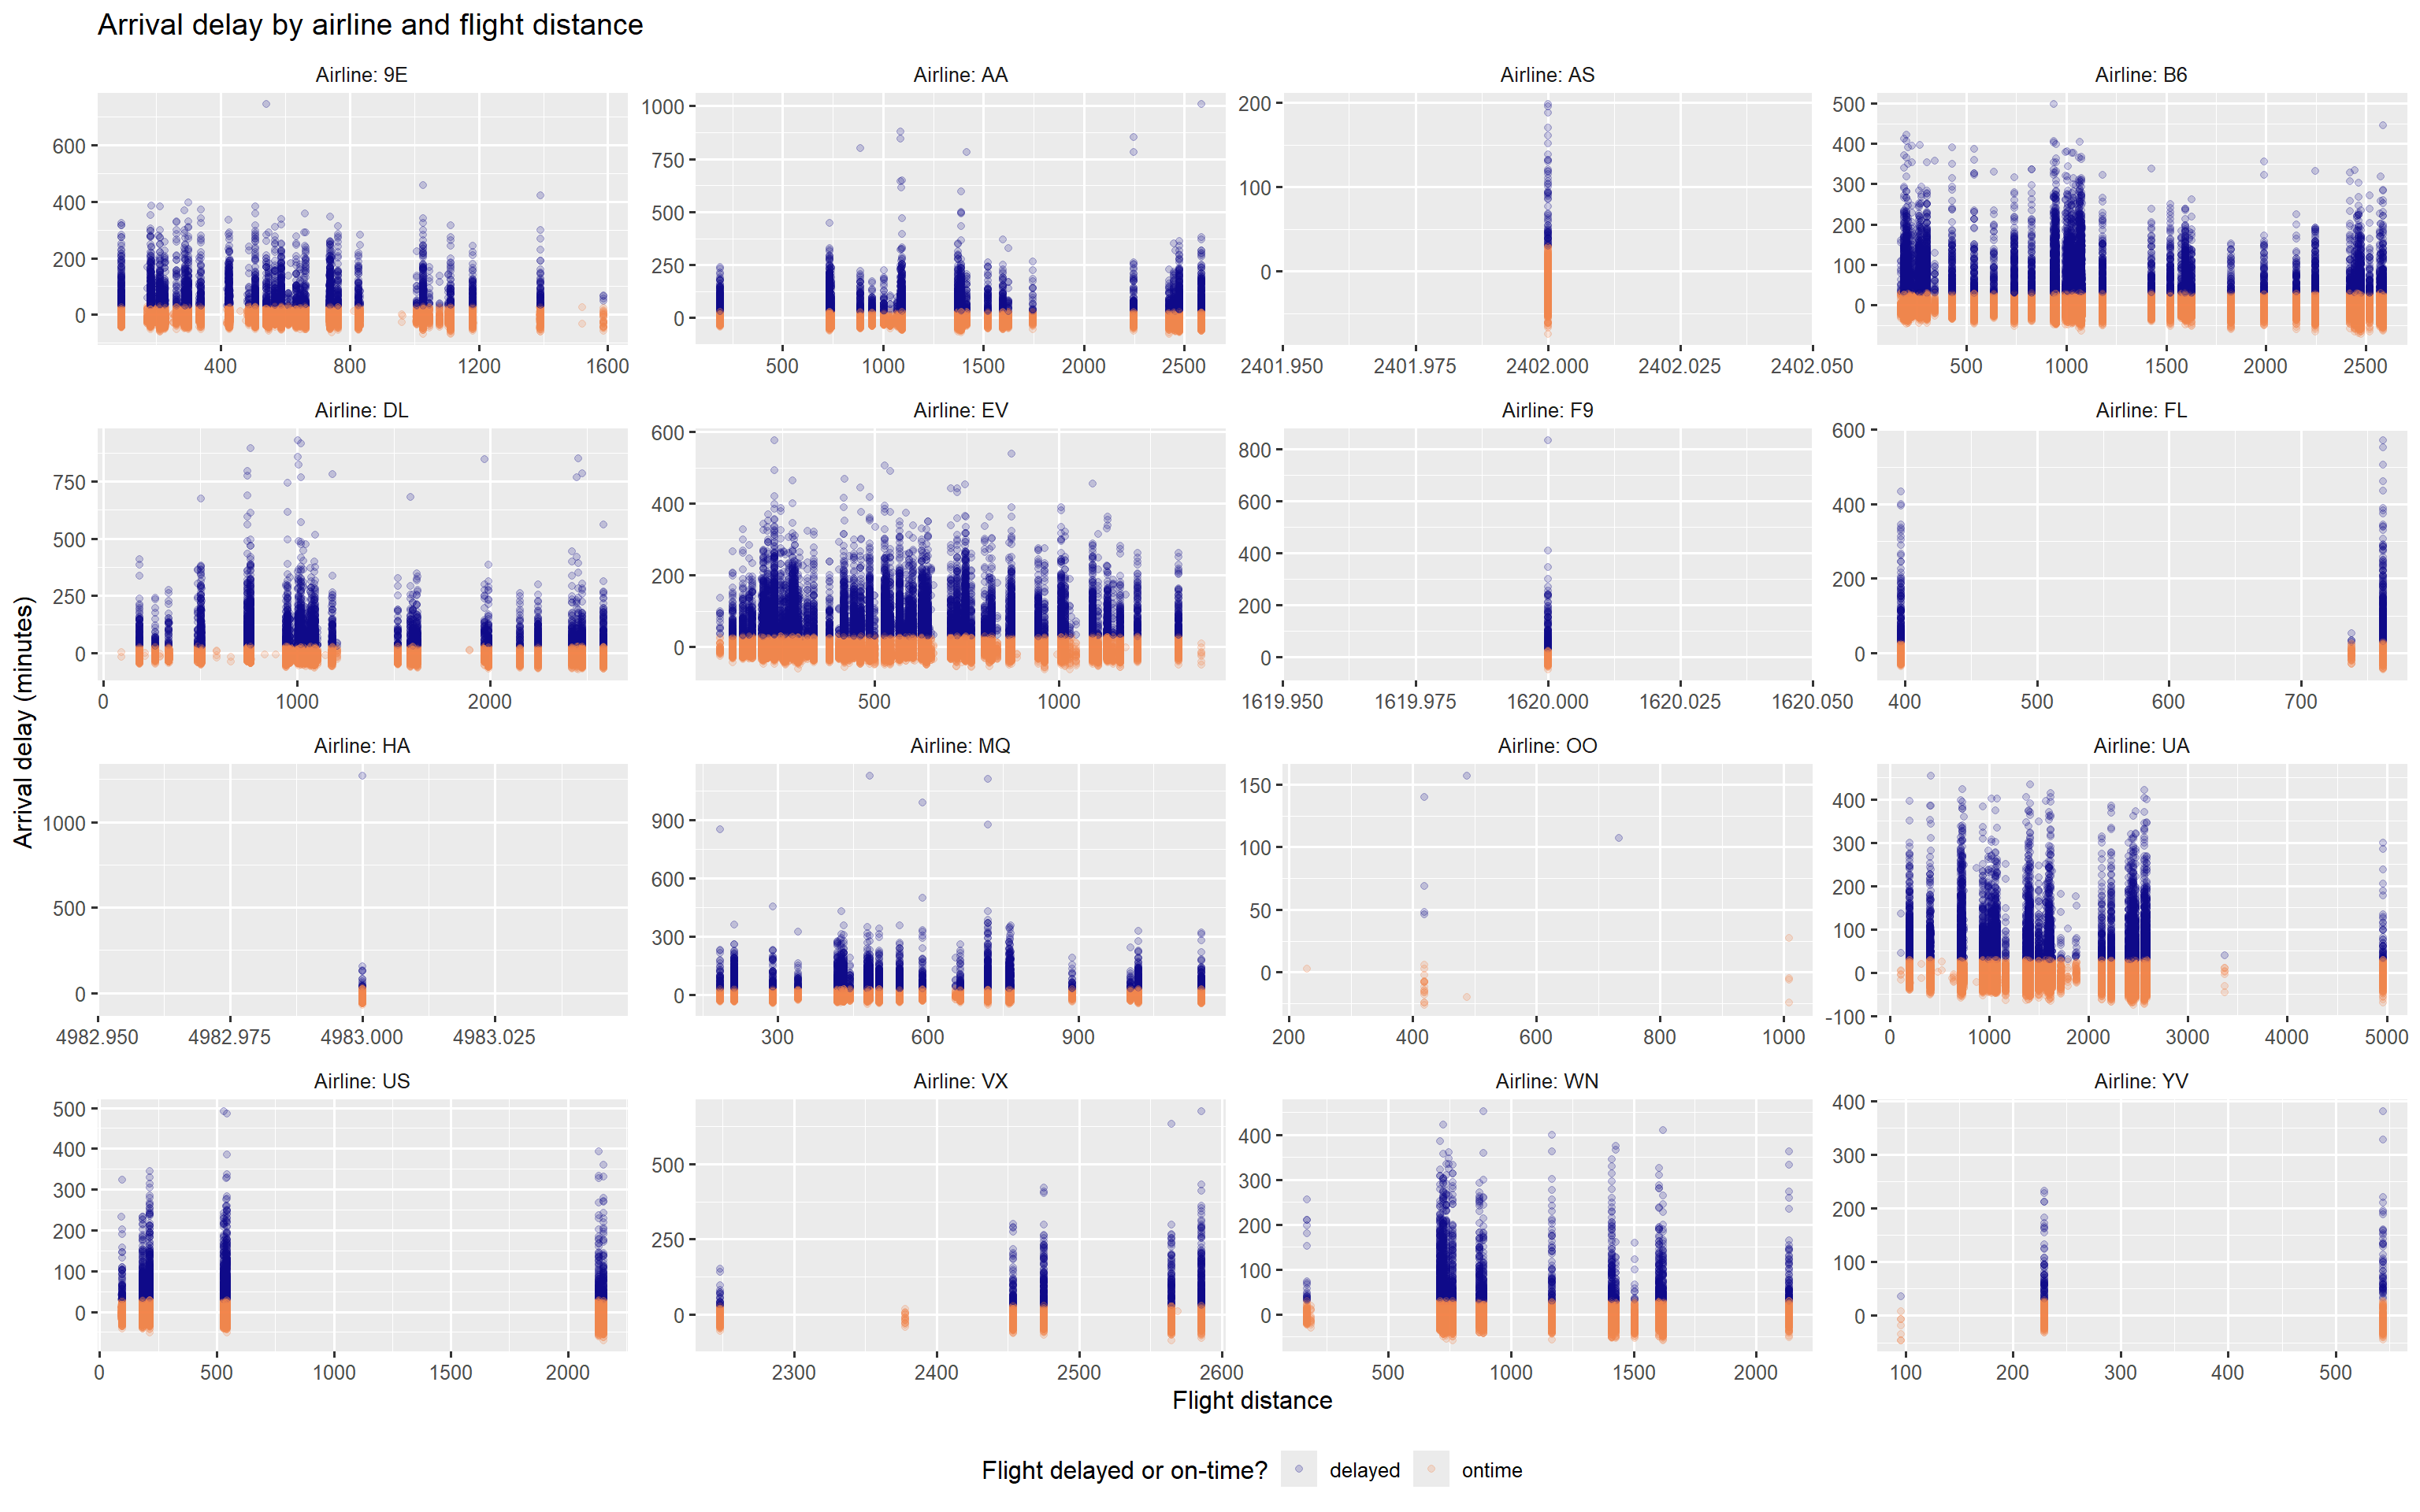 Arrival delay by airline and flight distance
Airline: 9E
Airline: AA
Airline: AS
Airline: B6
600
400
200
0
400 800 1200 1600
1000
750
500
250
0
500 1000 1500 2000 2500
200
100
0
2401.950 2401.975 2402.000 2402.025 2402.050
500
400
300
200
100
0
500 1000 1500 2000 2500
Airline: DL
Airline: EV
Airline: F9
Airline: FL
750
500
250
0
0 1000 2000
600
400
200
0
500 1000
800
600
400
200
0
1619.950 1619.975 1620.000 1620.025 1620.050
600
400
200
0
400 500 600 700
Arrival delay (minutes)
Airline: HA
Airline: MQ
Airline: OO
Airline: UA
1000
500
0
4982.950 4982.975 4983.000 4983.025
900
600
300
0
300 600 900
150
100
50
0
200 400 600 800 1000
400
300
200
100
0
-100
0 1000 2000 3000 4000 5000
Airline: US
Airline: VX
Airline: WN
Airline: YV
500
400
300
200
100
0
0 500 1000 1500 2000
500
250
0
2300 2400 2500 2600
400
300
200
100
0
500 1000 1500 2000
400
300
200
100
0
100 200 300 400 500
Flight distance
Flight delayed or on-time? delayed ontime